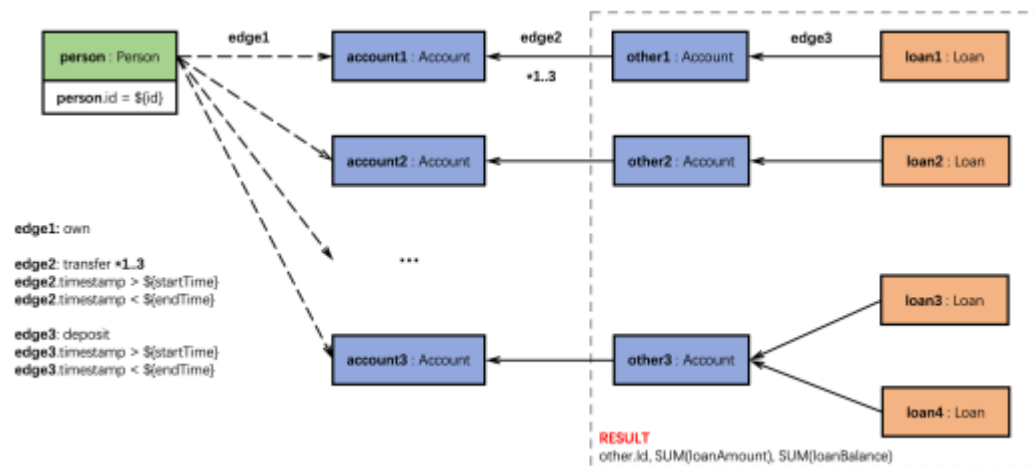 edge1
edge2
edge3
person : Person
account1 : Account
other1 : Account
loan1 : Loan
*1..3
person.id = ${id}
account2 : Account
other2 : Account
loan2 : Loan
edge1: own
edge2: transfer *1..3
edge2.timestamp > ${startTime}
edge2.timestamp < ${endTime}
...
edge3: deposit
edge3.timestamp > ${startTime}
edge3.timestamp < ${endTime}
loan3 : Loan
account3 : Account
other3 : Account
loan4 : Loan
RESULT
other.id, SUM(loanAmount), SUM(loanBalance)